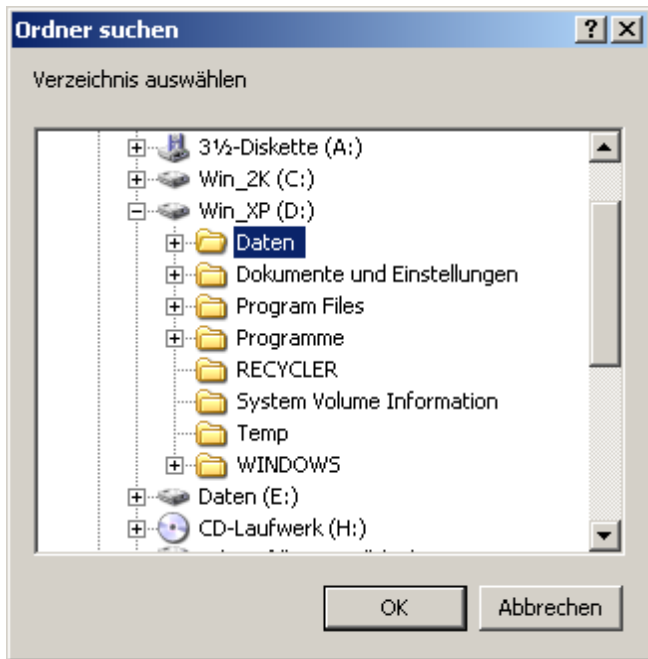 Ordner suchen
Verzeichnis auswählen
3½-Diskette (A:)
Win_2K (C:)
Win_XP (D:)
Daten
Dokumente und Einstellungen
Program Files
Programme
RECYCLER
System Volume Information
Temp
WINDOWS
Daten (E:)
CD-Laufwerk (H:)
OK
Abbrechen